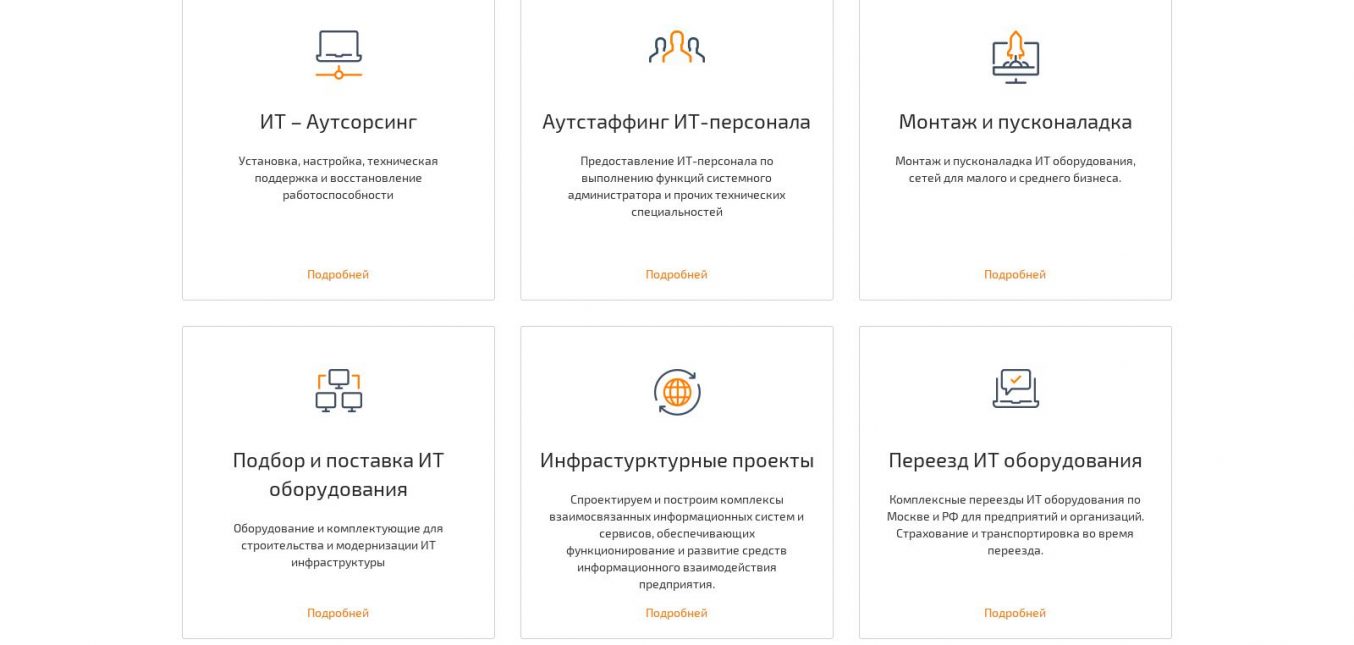 ИТ – Аутсорсинг
Установка, настройка, техническая
поддержка и восстановление
работоспособности
Подробней
Аутстаффинг ИТ-персонала
Предоставление ИТ-персонала по
выполнению функций системного
администратора и прочих технических
специальностей
Подробней
Монтаж и пусконаладка
Монтаж и пусконаладка ИТ оборудования,
сетей для малого и среднего бизнеса.
Подробней
Подбор и поставка ИТ
оборудования
Оборудование и комплектующие для
строительства и модернизации ИТ
инфраструктуры
Подробней
Инфрастурктурные проекты
Спроектируем и построим комплексы
взаимосвязанных информационных систем и
сервисов, обеспечивающих
функционирование и развитие средств
информационного взаимодействия
предприятия.
Подробней
Переезд ИТ оборудования
Комплексные переезды ИТ оборудования по
Москве и РФ для предприятий и организаций.
Страхование и транспортировка во время
переезда.
Подробней